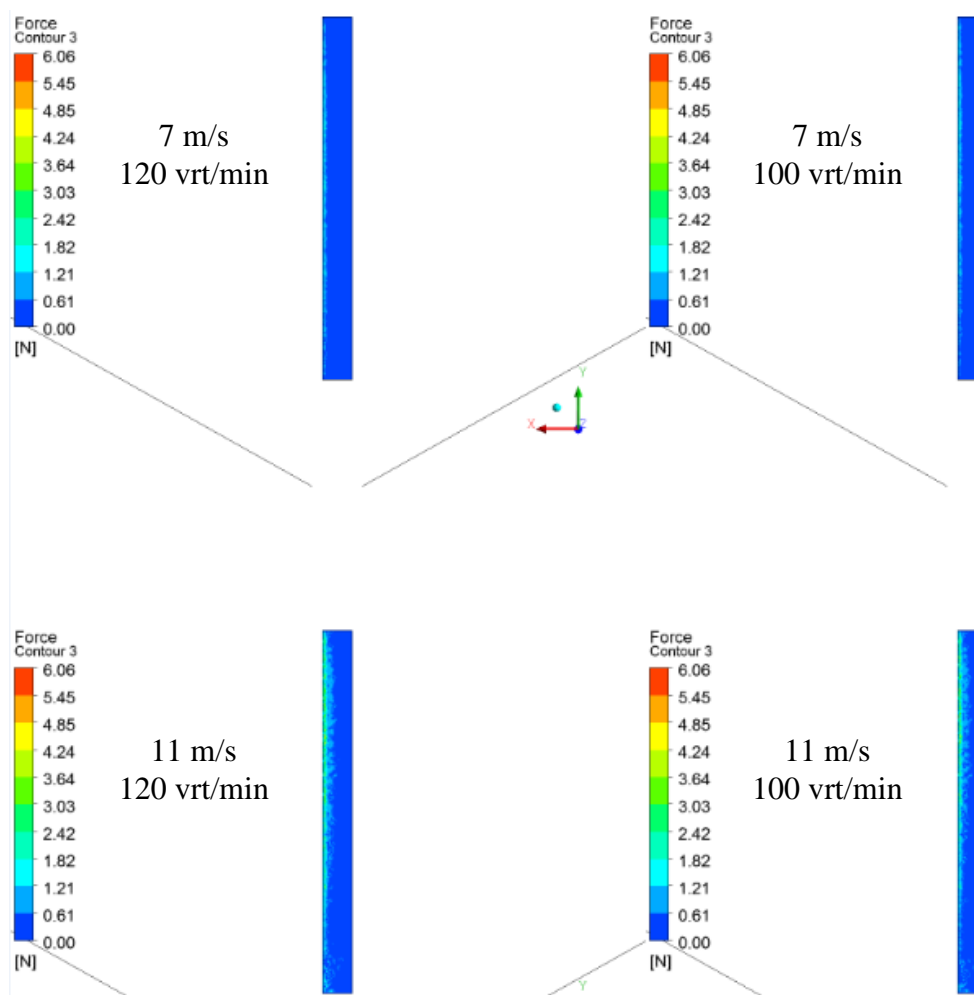 Force
Contour 3
6.06
5.45
4.85
4.24
3.64
3.03
2.42
1.82
1.21
0.61
0.00
[N]
7 m/s
120 vrt/min
Force
Contour 3
6.06
5.45
4.85
4.24
3.64
3.03
2.42
1.82
1.21
0.61
0.00
[N]
7 m/s
100 vrt/min
Y
X
Z
Force
Contour 3
6.06
5.45
4.85
4.24
3.64
3.03
2.42
1.82
1.21
0.61
0.00
[N]
11 m/s
120 vrt/min
Force
Contour 3
6.06
5.45
4.85
4.24
3.64
3.03
2.42
1.82
1.21
0.61
0.00
[N]
11 m/s
100 vrt/min
Y